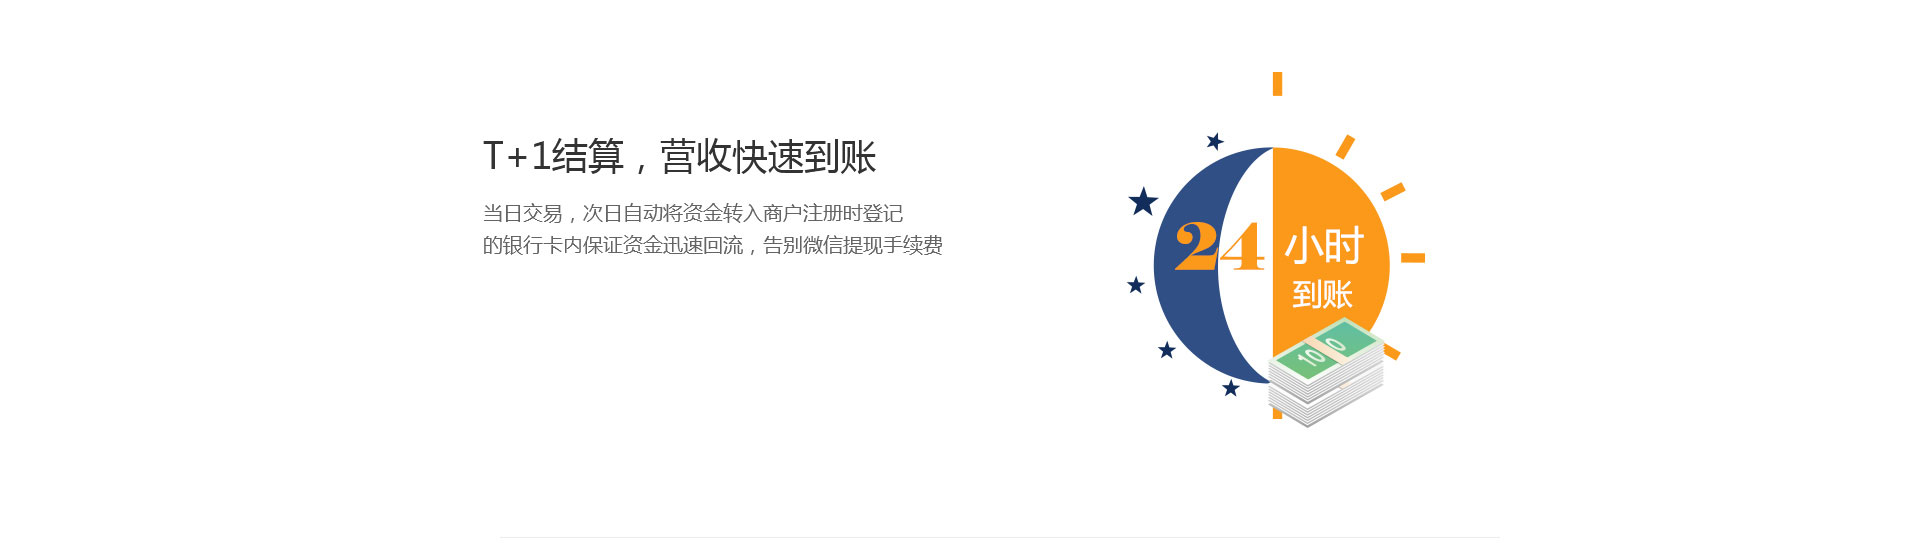 T+1结算，营收快速到账
当日交易，次日自动将资金转入商户注册时登记
的银行卡内保证资金迅速回流，告别微信提现手续费
24 小时
到账
100